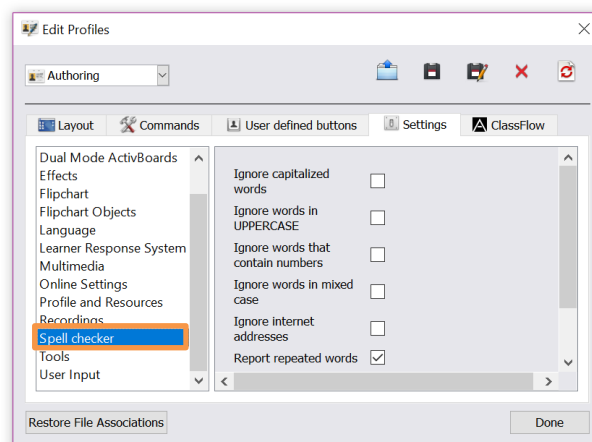 Edit Profiles
Authoring
Layout
Commands
User defined buttons
Settings
ClassFlow
Dual Mode ActivBoards
Effects
Flipchart
Flipchart Objects
Language
Learner Response System
Multimedia
Online Settings
Profile and Resources
Recordings
Spell checker
Tools
User Input
Ignore capitalized
words
Ignore words in
UPPERCASE
Ignore words that
contain numbers
Ignore words in mixed
case
Ignore internet
addresses
Report repeated words
Restore File Associations
Done